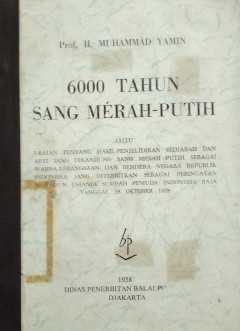 Prof. H. MUHAMMAD YAMIN
6000 TAHUN
SANG MÉRAH-PUTIH
JAITU
URAIAN TENTANG HASIL-PENJELIDIKAN SEDJARAH DAN
ARTI JANG DIKANDUNG SANG MERAH-PUTIH SEBAGAI
WARNA KEBANGSAAN DAN BENDERA NEGARA REPUBLIK
INDONESIA JANG DITERBITKAN SEBAGAI PERINGATAN
USIANJA SUMPAH PEMUDA INDONESIA RAJA
TANGGAL 28 OKTOBER 1928
bp
1958
DINAS PENERBITAN BALAI
DJAKARTA